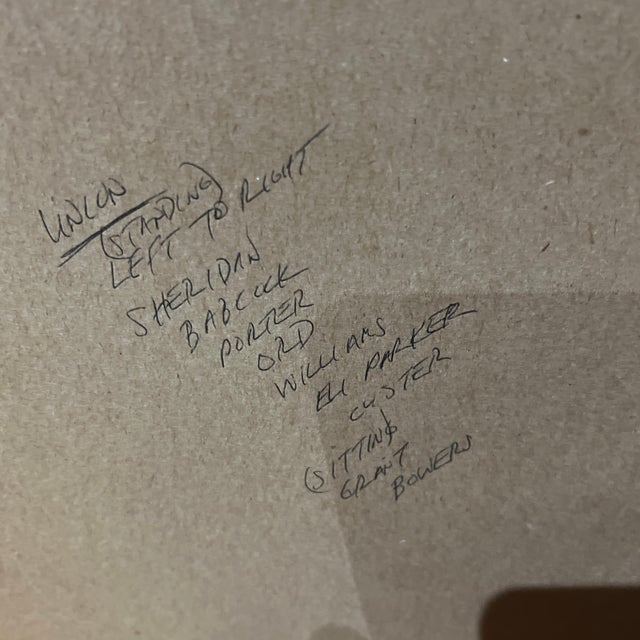 UNION
(STANDING)
LEFT TO RIGHT
SHERIDAN
BABCOCK
PORTER
ORD
WILLIAMS
ELI PARKER
CUSTER
(SITTING)
GRANT
BOWERS